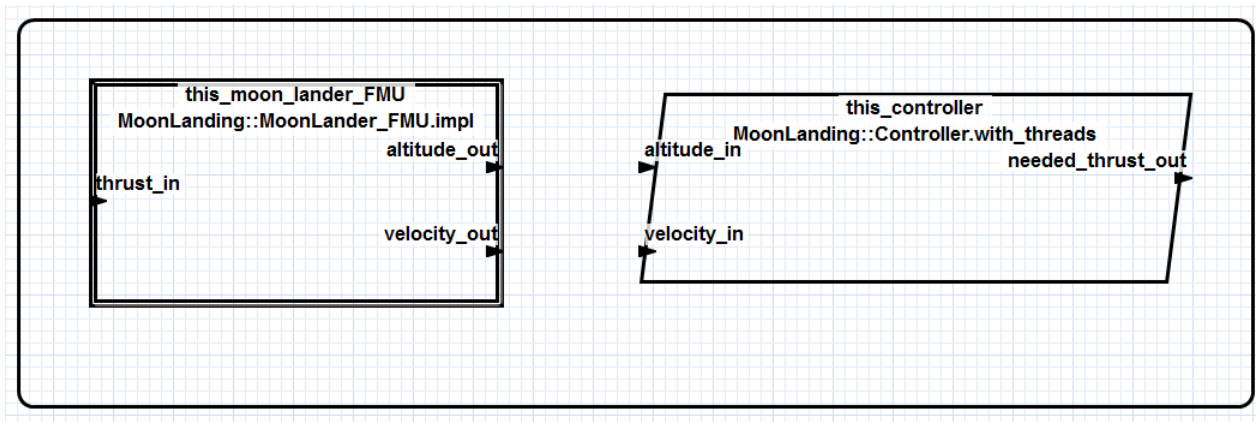 this_moon_lander_FMU
MoonLanding::MoonLander_FMU.impl
altitude_out
thrust_in
velocity_out
this_controller
MoonLanding::Controller.with_threads
altitude_in
needed_thrust_out
velocity_in